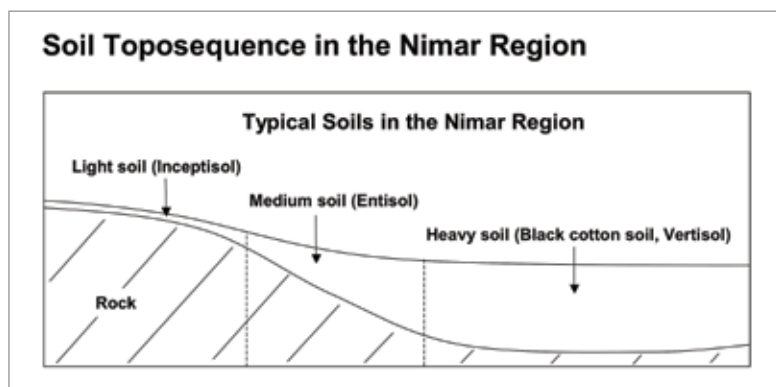 Soil Toposequence in the Nimar Region
Typical Soils in the Nimar Region
Light soil (Inceptisol)
Medium soil (Entisol)
Heavy soil (Black cotton soil, Vertisol)
Rock